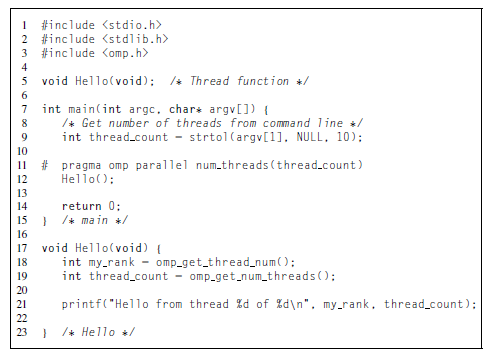 1 #include <stdio.h>
2 #include <stdlib.h>
3 #include <omp.h>
4
5 void Hello(void);  /* Thread function */
6
7 int main(int argc, char* argv[]) {
8    /* Get number of threads from command line */
9    int thread_count = strtol(argv[1], NULL, 10);
10
11 #  pragma omp parallel num_threads(thread_count)
12    Hello();
13
14    return 0;
15 }  /* main */
16
17 void Hello(void) {
18    int my_rank = omp_get_thread_num();
19    int thread_count = omp_get_num_threads();
20
21    printf("Hello from thread %d of %d\n", my_rank, thread_count);
22
23 }  /* Hello */